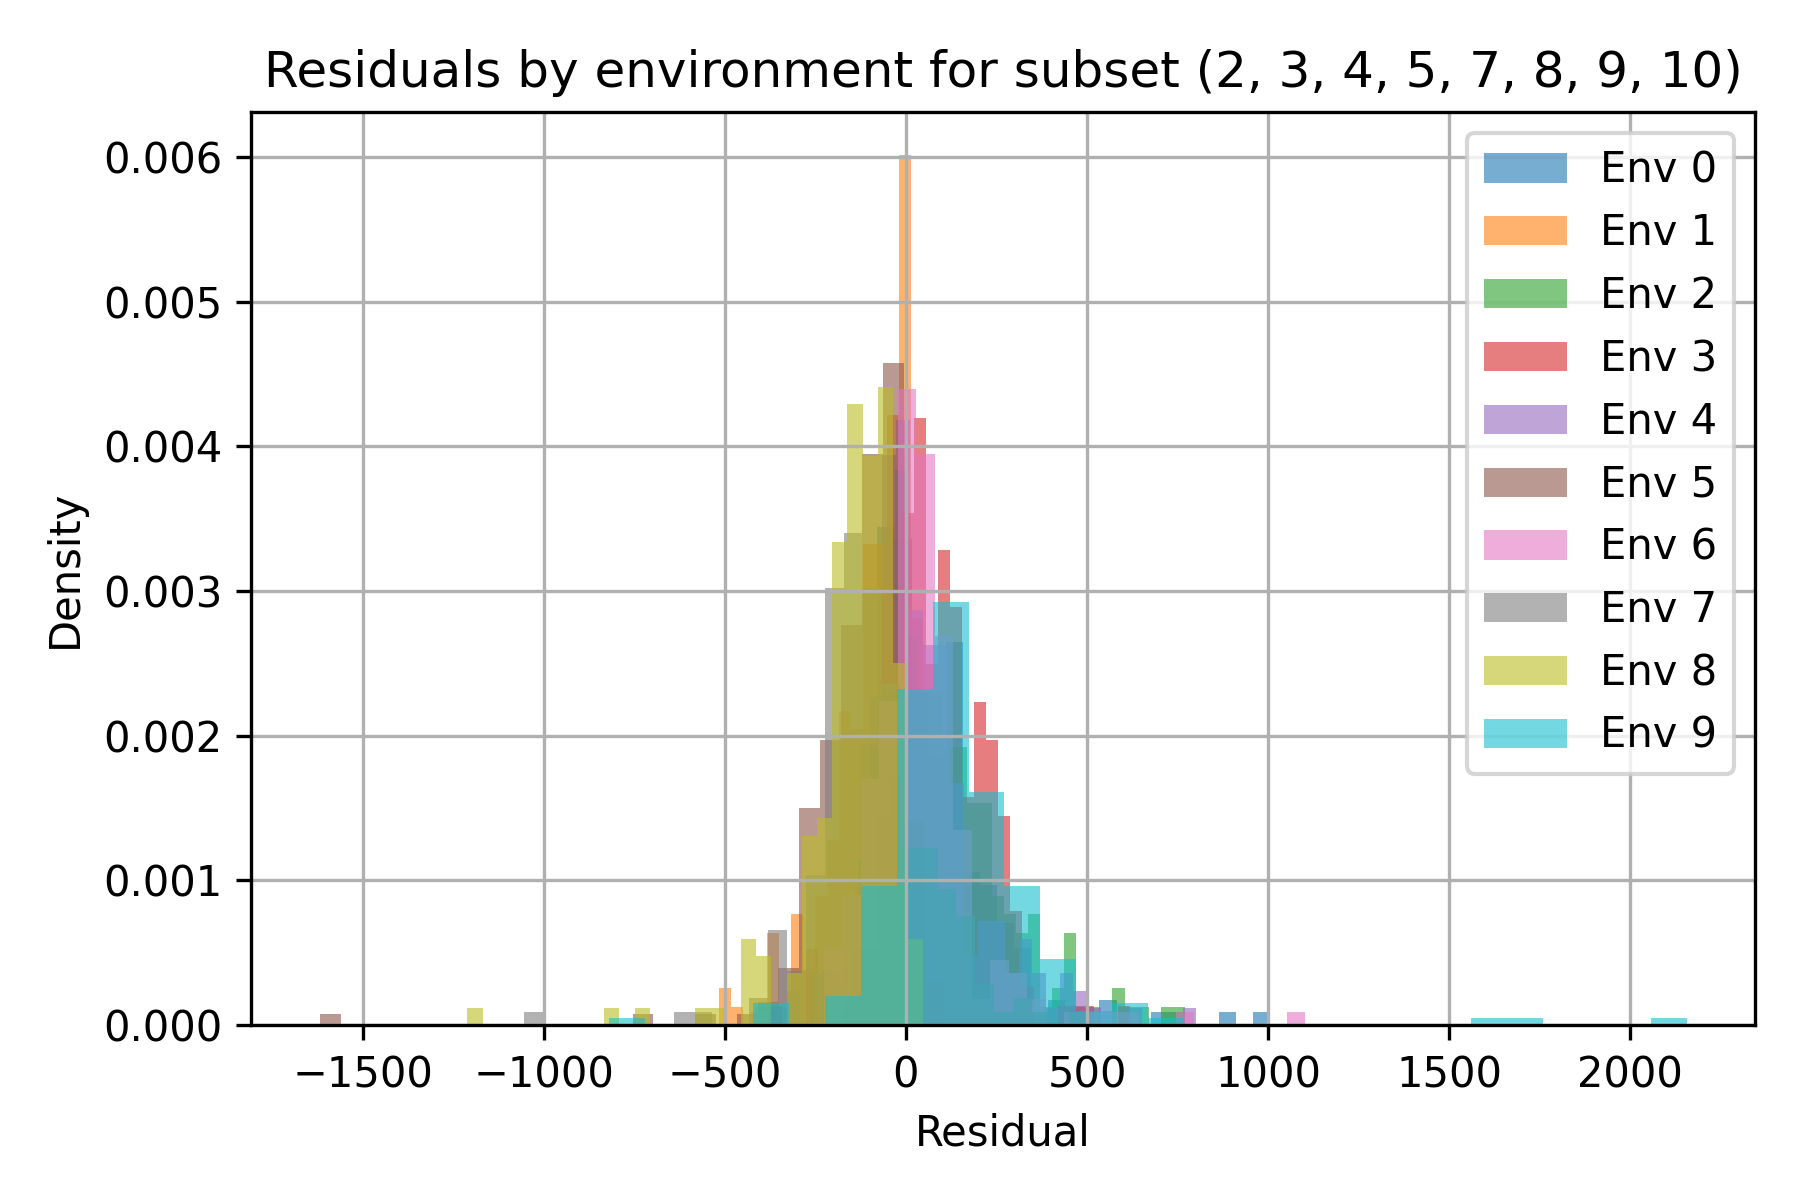 Residuals by environment for subset (2, 3, 4, 5, 7, 8, 9, 10)
0.006
0.005
0.004
0.003
0.002
0.001
0.000
Density
−1500
−1000
−500
0
500
1000
1500
2000
Residual
Env 0
Env 1
Env 2
Env 3
Env 4
Env 5
Env 6
Env 7
Env 8
Env 9